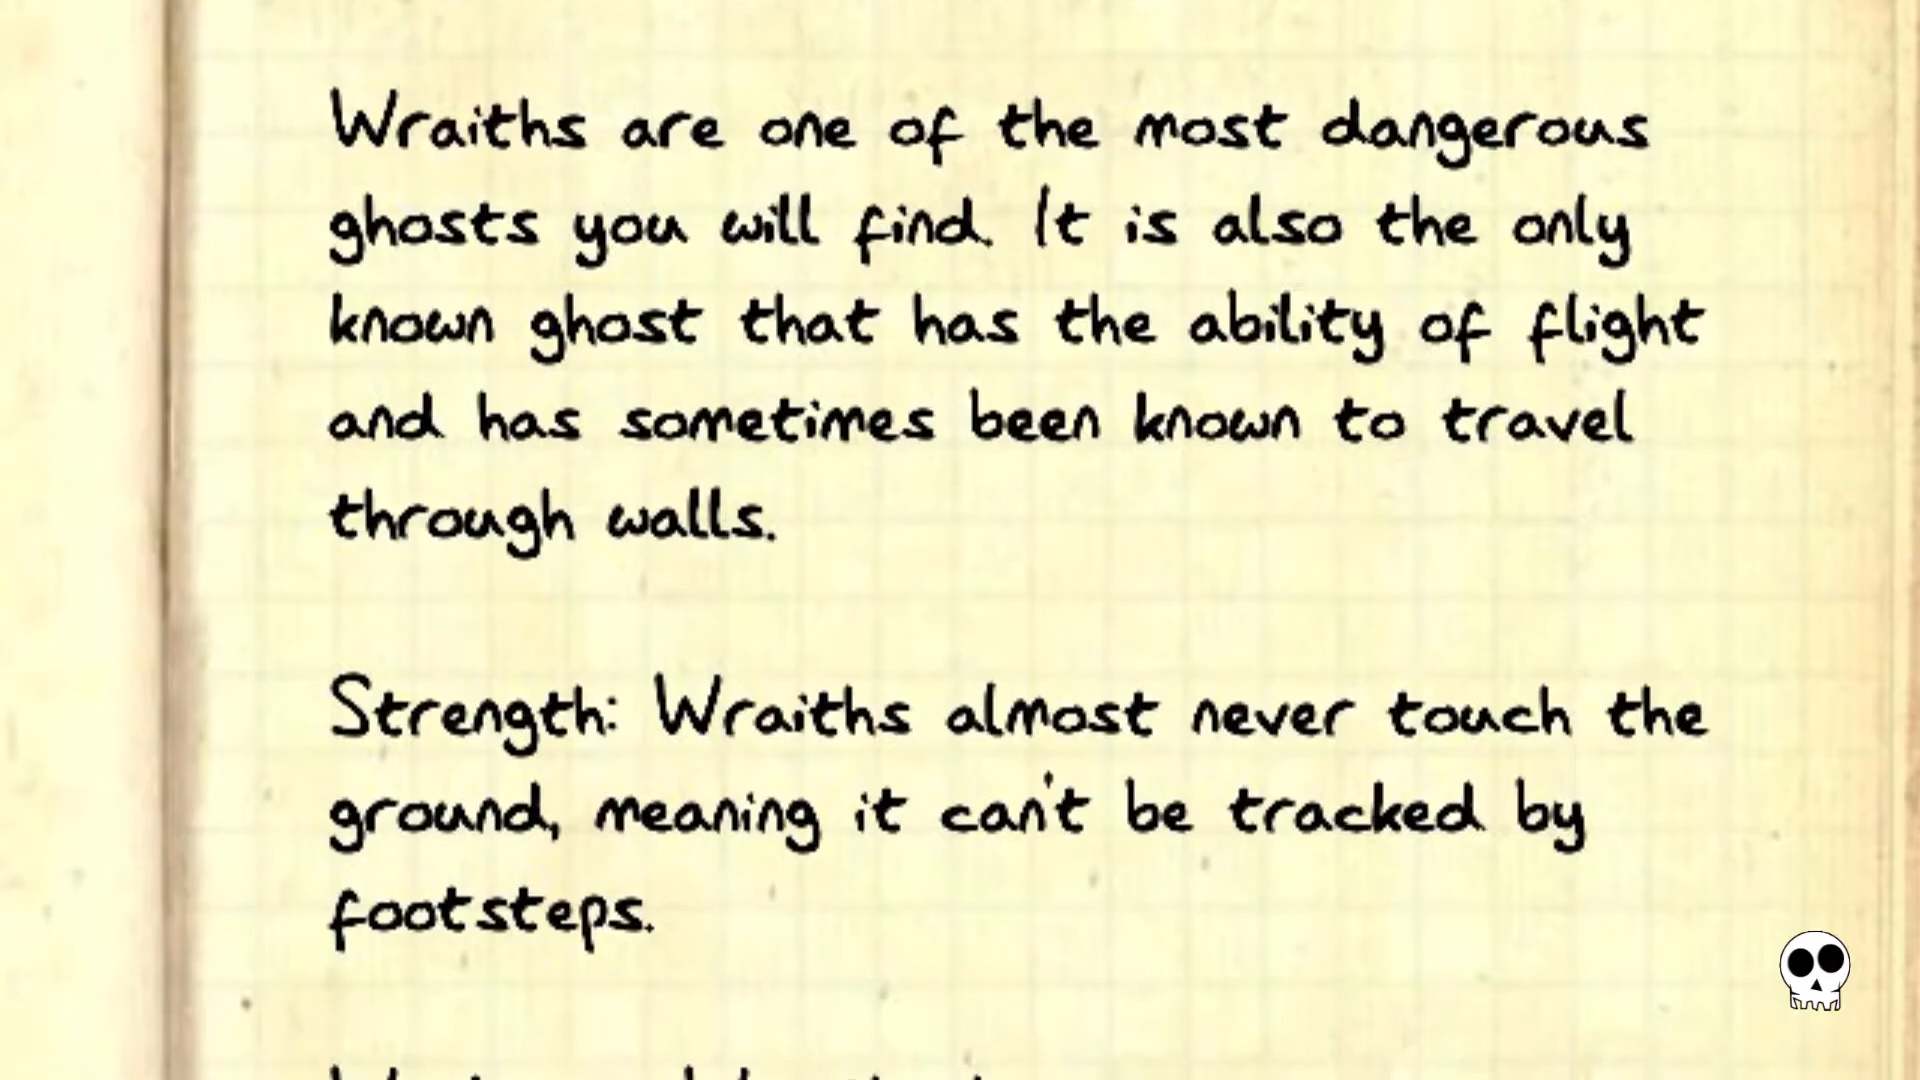 Wraiths are one of the most dangerous
ghosts you will find. It is also the only
known ghost that has the ability of flight
and has sometimes been known to travel
through walls.
Strength: Wraiths almost never touch the
ground, meaning it can't be tracked by
footsteps.